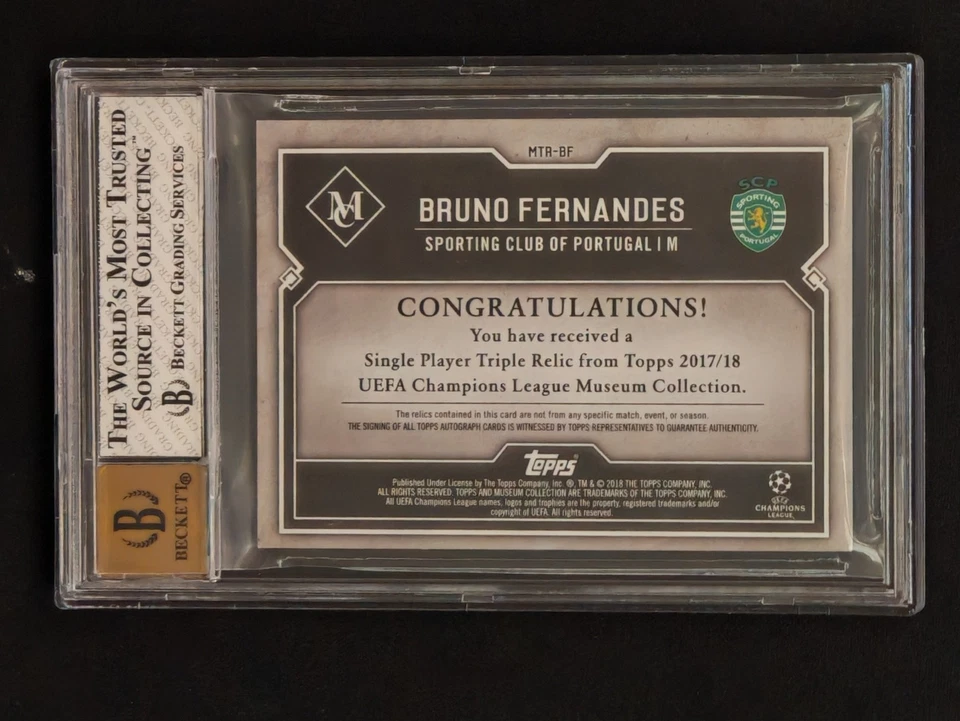 THE WORLD'S MOST TRUSTED
SOURCE IN COLLECTING™
B BECKETT GRADING SERVICES
B
BECKETT®
MTR-BF
MC
BRUNO FERNANDES
SPORTING CLUB OF PORTUGAL | M
SCP
SPORTING
PORTUGAL
CONGRATULATIONS!
You have received a
Single Player Triple Relic from Topps 2017/18
UEFA Champions League Museum Collection.
The relics contained in this card are not from any specific match, event, or season.
THE SIGNING OF ALL TOPPS AUTOGRAPH CARDS IS WITNESSED BY TOPPS REPRESENTATIVES TO GUARANTEE AUTHENTICITY.
Topps
Published Under License by The Topps Company, Inc. ®, TM & © 2018 THE TOPPS COMPANY, INC.
ALL RIGHTS RESERVED. TOPPS AND MUSEUM COLLECTION ARE TRADEMARKS OF THE TOPPS COMPANY, INC.
All UEFA Champions League names, logos and trophies are the property, registered trademarks and/or
copyright of UEFA. All rights reserved.
UEFA
CHAMPIONS
LEAGUE